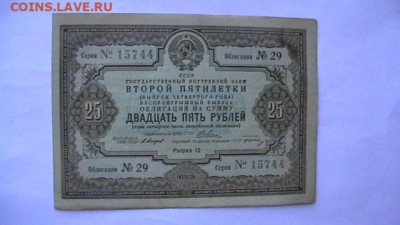 COINS.LAVE.RU
Серия № 15744
Облигация № 29
СССР
ГОСУДАРСТВЕННЫЙ ВНУТРЕННИЙ ЗАЕМ
ВТОРОЙ ПЯТИЛЕТКИ
(ВЫПУСК ЧЕТВЕРТОГО ГОДА)
БЕСПРОИГРЫШНЫЙ ВЫПУСК
ОБЛИГАЦИЯ НА СУММУ
25 ДВАДЦАТЬ ПЯТЬ РУБЛЕЙ 25
Разряд 12
Облигация № 29
Серия № 15744